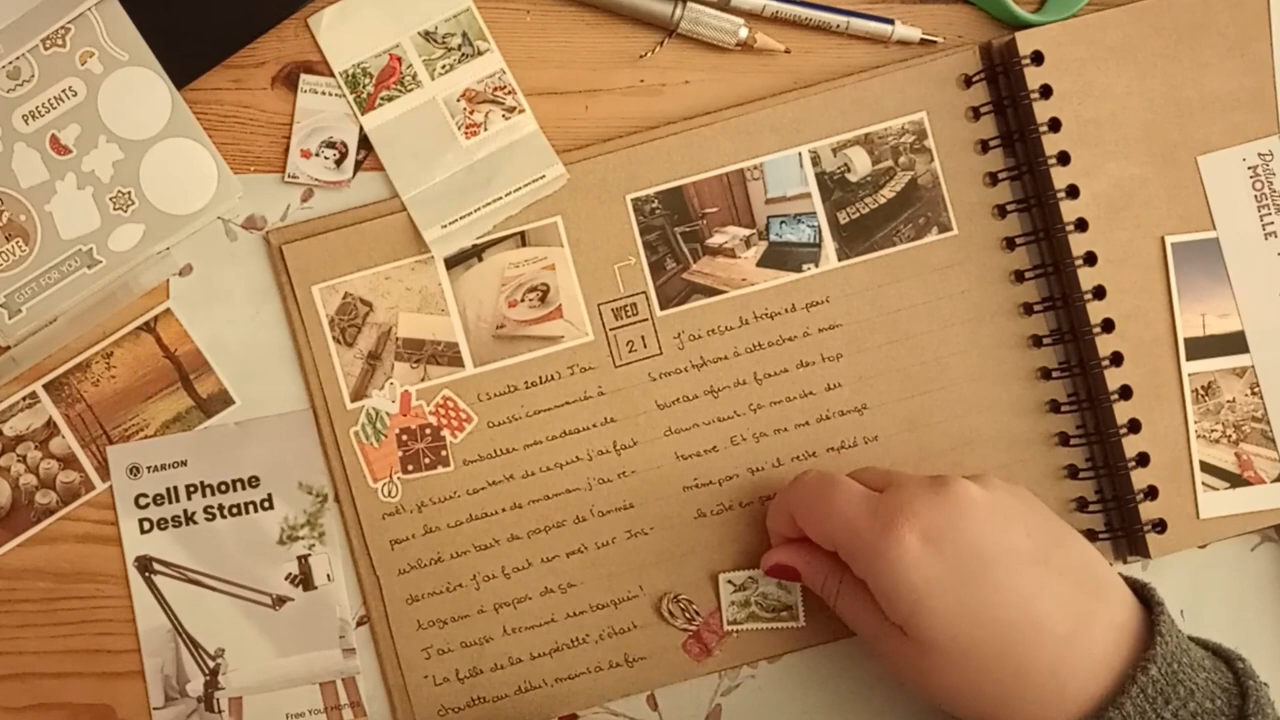 PRESENTS
LOVE
GIFT FOR YOU
La fille de la
TARION
Cell Phone
Desk Stand
Free Your Hands
(suite 20/11) J'ai
aussi commencé à
emballer mes cadeaux de
noël, je suis contente de ce que j'ai fait
pour les cadeaux de maman, j'ai ré-
utilisé un bout de papier de l'année
dernière. J'ai fait un post sur Ins-
tagram à propos de ça.
J'ai aussi terminé un bouquin!
"La fille de la supérette", c'était
chouette au début, mais à la fin
WED
21
J'ai reçu le trépied pour
smartphone à attacher à mon
bureau afin de faire des top
down views. Ça marche du
tonnerre. Et ça ne me dérange
même pas qu'il reste replié sur
le côté en
Destination
MOSELLE